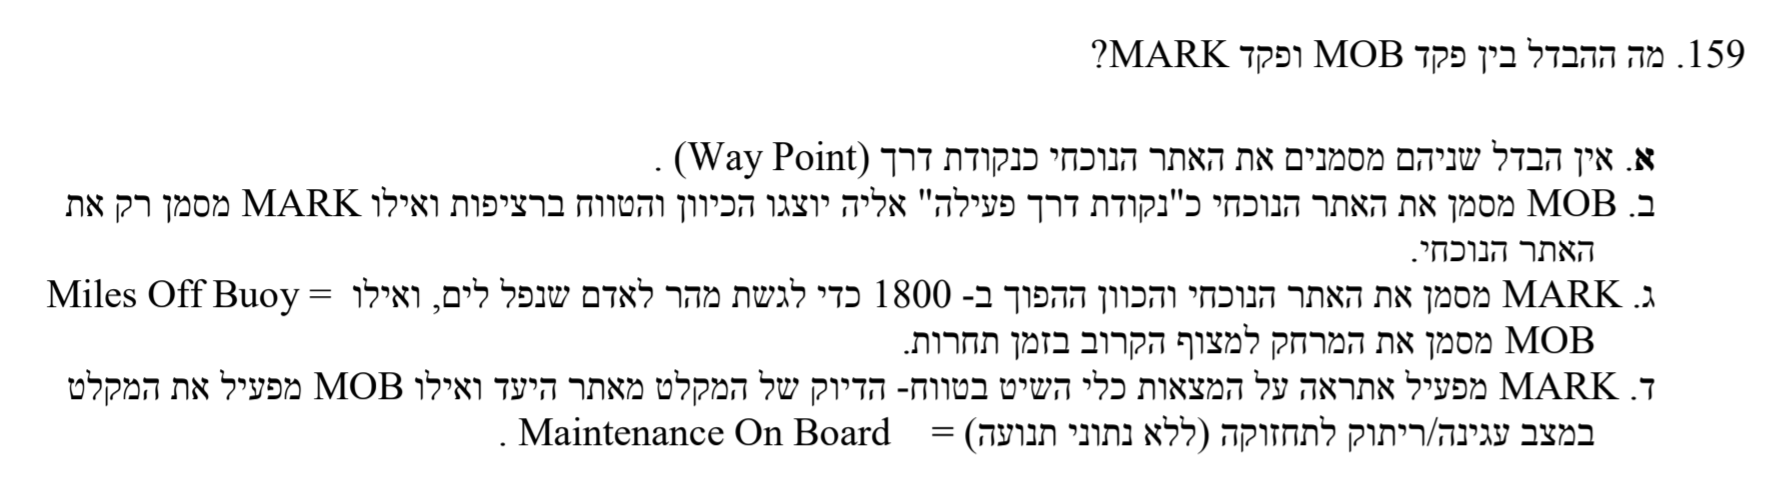 159. מה ההבדל בין פקד MOB ופקד MARK?
א. אין הבדל שניהם מסמנים את האתר הנוכחי כנקודת דרך (Way Point) .
ב. MOB מסמן את האתר הנוכחי כ"נקודת דרך פעילה" אליה יוצגו הכיוון והטווח ברציפות ואילו MARK מסמן רק את
האתר הנוכחי.
ג. MARK מסמן את האתר הנוכחי והכוון ההפוך ב- 1800 כדי לגשת מהר לאדם שנפל לים, ואילו Miles Off Buoy =
MOB מסמן את המרחק למצוף הקרוב בזמן תחרות.
ד. MARK מפעיל אתראה על המצאות כלי השיט בטווח- הדיוק של המקלט מאתר היעד ואילו MOB מפעיל את המקלט
במצב עגינה/ריתוק לתחזוקה (ללא נתוני תנועה) = Maintenance On Board .